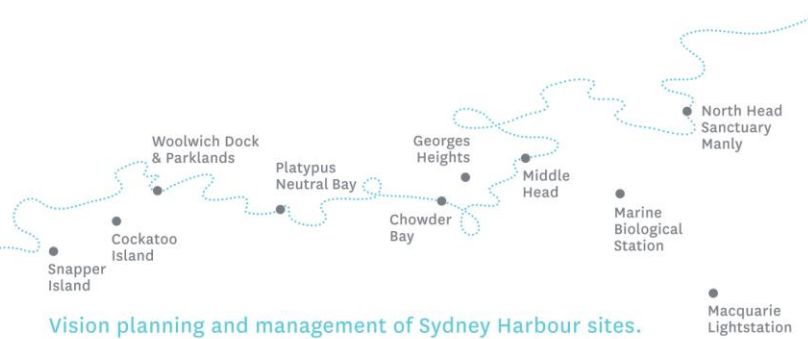 North Head
Sanctuary
Manly
Woolwich Dock
& Parklands
Georges
Heights
Platypus
Neutral Bay
Middle
Head
Chowder
Bay
Marine
Biological
Station
Cockatoo
Island
Snapper
Island
Macquarie
Lightstation
Vision planning and management of Sydney Harbour sites.